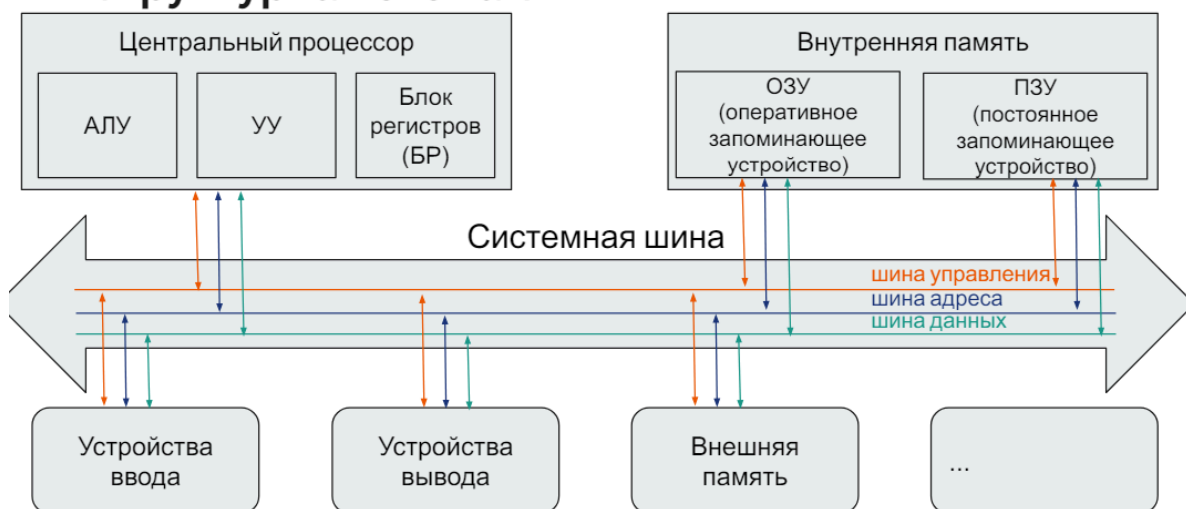 Центральный процессор
АЛУ
УУ
Блок
регистров
(БР)
Внутренняя память
ОЗУ
(оперативное
запоминающее
устройство)
ПЗУ
(постоянное
запоминающее
устройство)
Системная шина
шина управления
шина адреса
шина данных
Устройства
ввода
Устройства
вывода
Внешняя
память
...